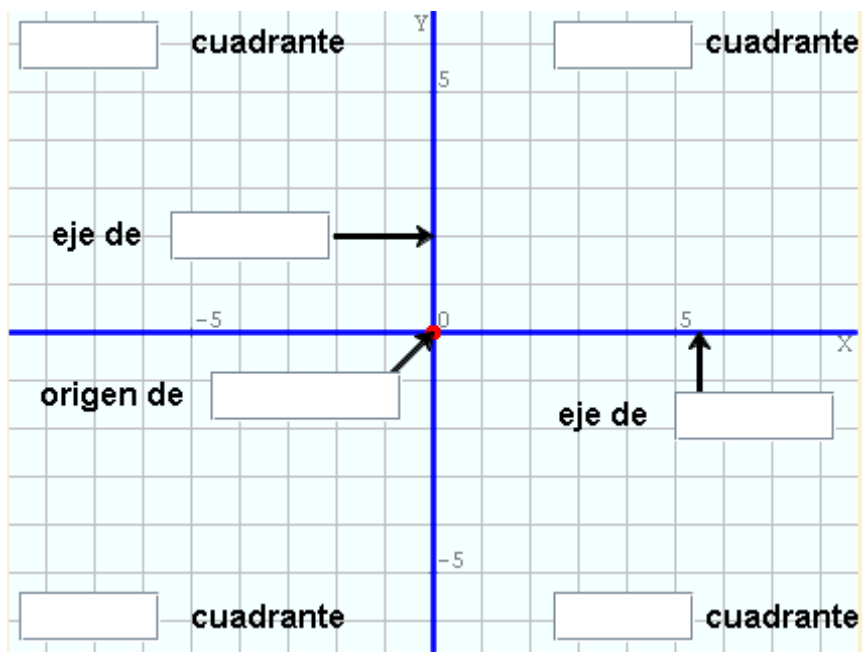 Y
cuadrante cuadrante
5
eje de
-5 0 5
X
origen de
eje de
-5
cuadrante cuadrante